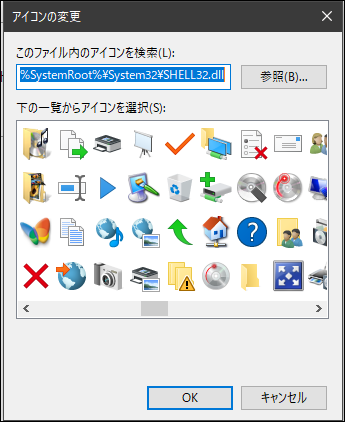 アイコンの変更
このファイル内のアイコンを検索(L):
%SystemRoot%¥System32¥SHELL32.dll
参照(B)...
下の一覧からアイコンを選択(S):
OK
キャンセル